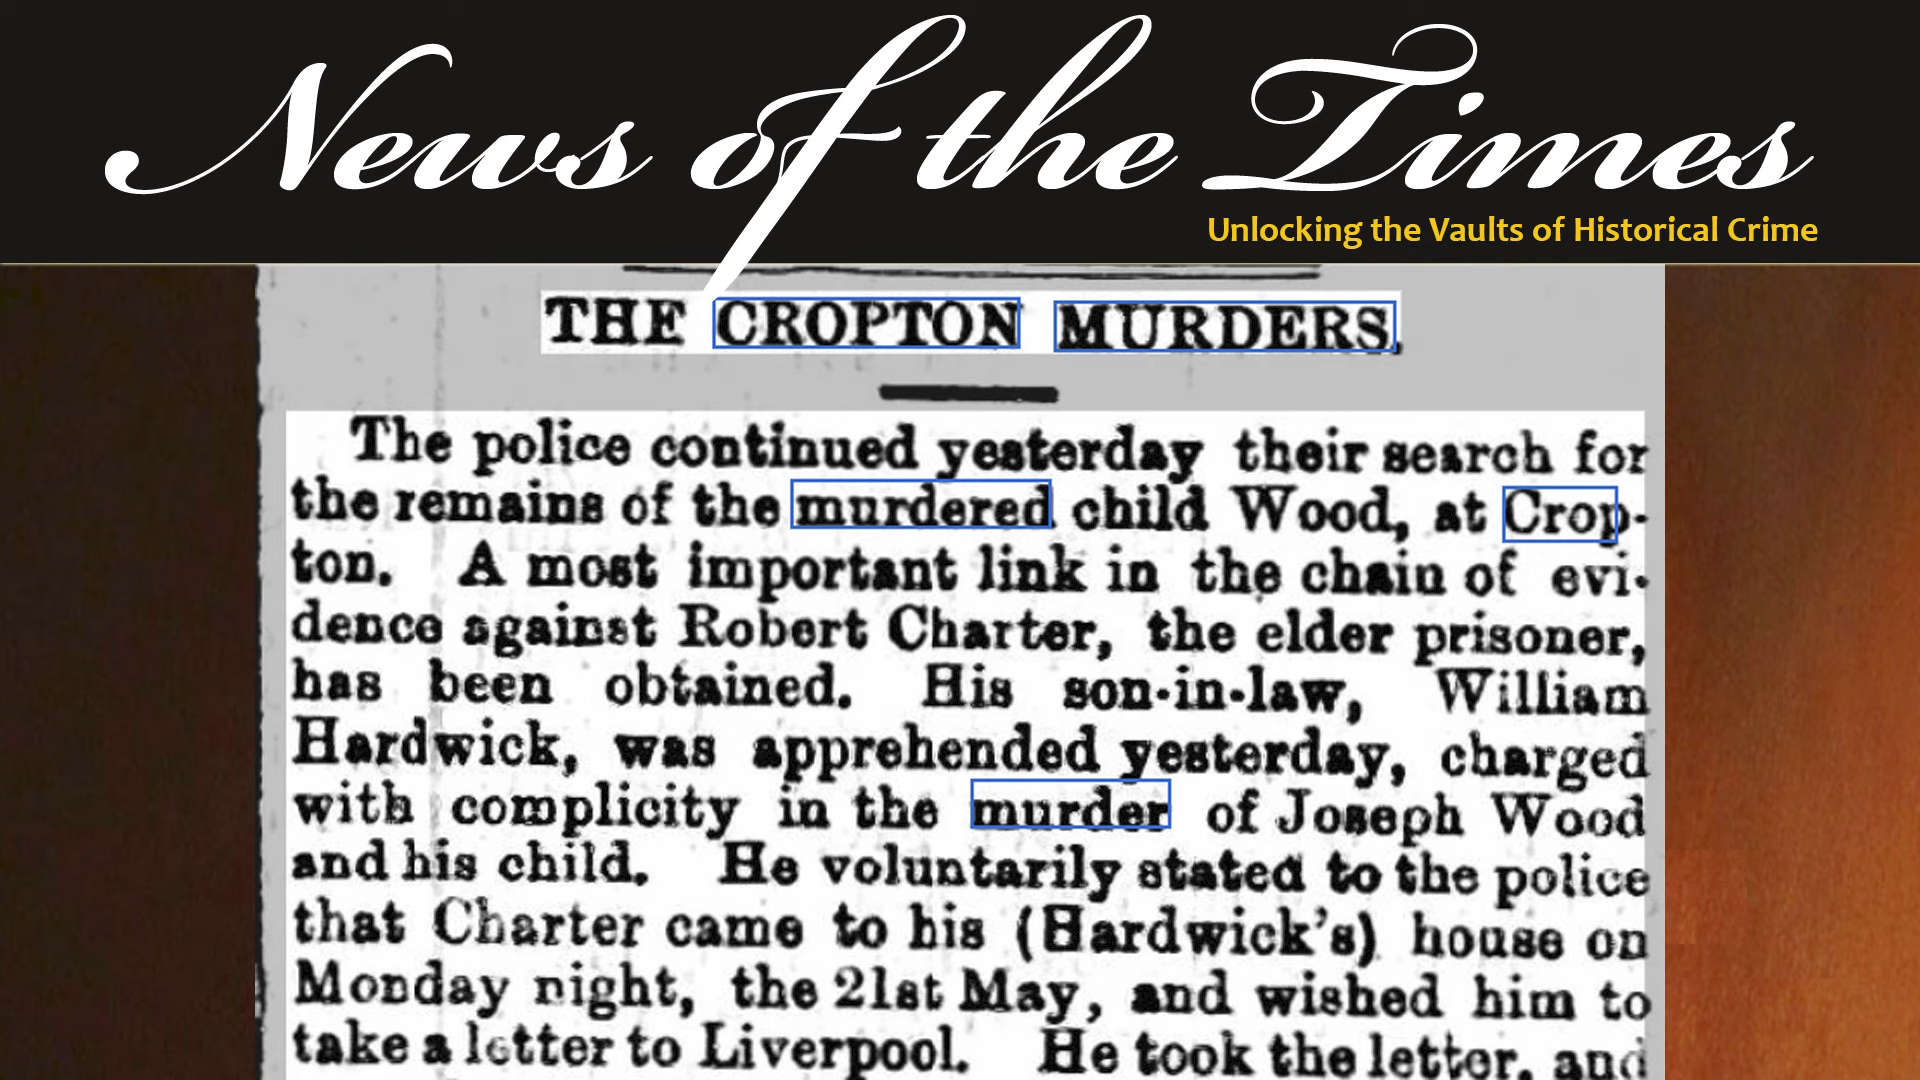 News of the Times
Unlocking the Vaults of Historical Crime
THE CROPTON MURDERS.
The police continued yesterday their search for
the remains of the murdered child Wood, at Crop-
ton. A most important link in the chain of evi-
dence against Robert Charter, the elder prisoner,
has been obtained. His son-in-law, William
Hardwick, was apprehended yesterday, charged
with complicity in the murder of Joseph Wood
and his child. He voluntarily stated to the police
that Charter came to his (Hardwick's) house on
Monday night, the 21st May, and wished him to
take a letter to Liverpool. He took the letter, and